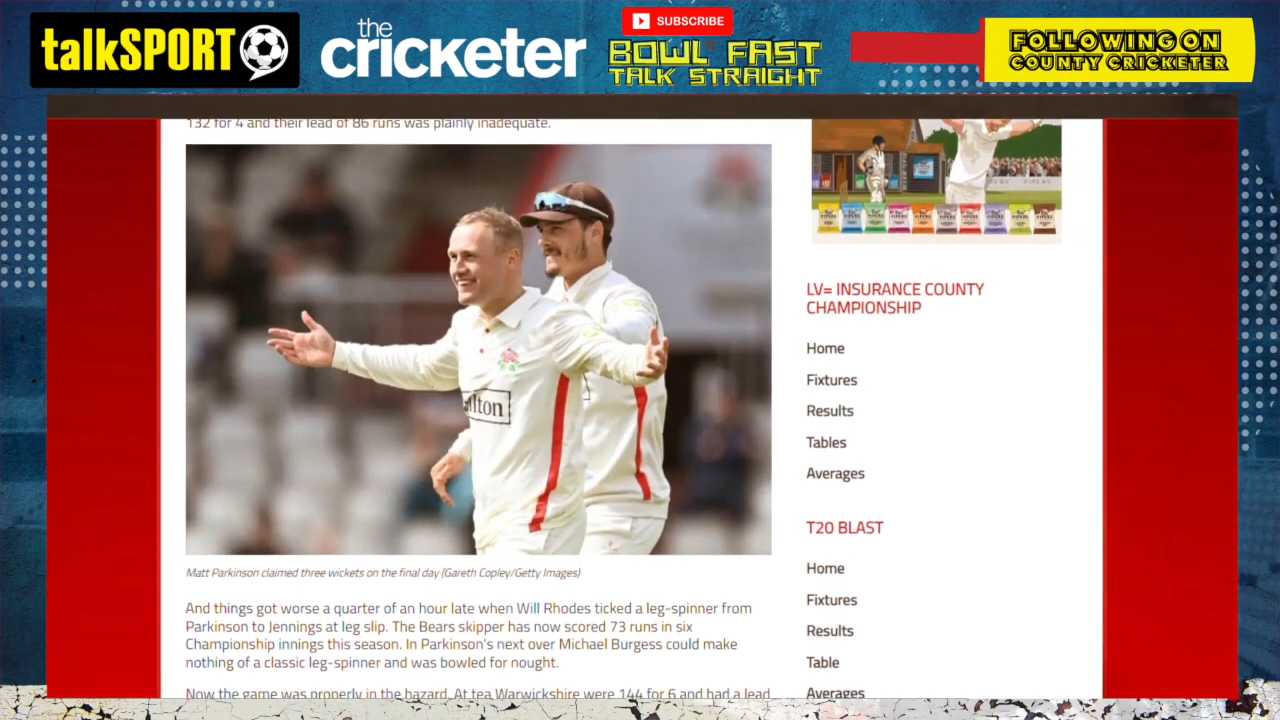 talkSPORT
the
cricketer
SUBSCRIBE
BOWL FAST
TALK STRAIGHT
FOLLOWING ON
COUNTY CRICKETER
132 for 4 and their lead of 86 runs was plainly inadequate.
Matt Parkinson claimed three wickets on the final day (Gareth Copley/Getty Images)
And things got worse a quarter of an hour late when Will Rhodes ticked a leg-spinner from
Parkinson to Jennings at leg slip. The Bears skipper has now scored 73 runs in six
Championship innings this season. In Parkinson's next over Michael Burgess could make
nothing of a classic leg-spinner and was bowled for nought.
Now the game was properly in the hazard. At tea Warwickshire were 144 for 6 and had a lead
LV= INSURANCE COUNTY
CHAMPIONSHIP
Home
Fixtures
Results
Tables
Averages
T20 BLAST
Home
Fixtures
Results
Table
Averages